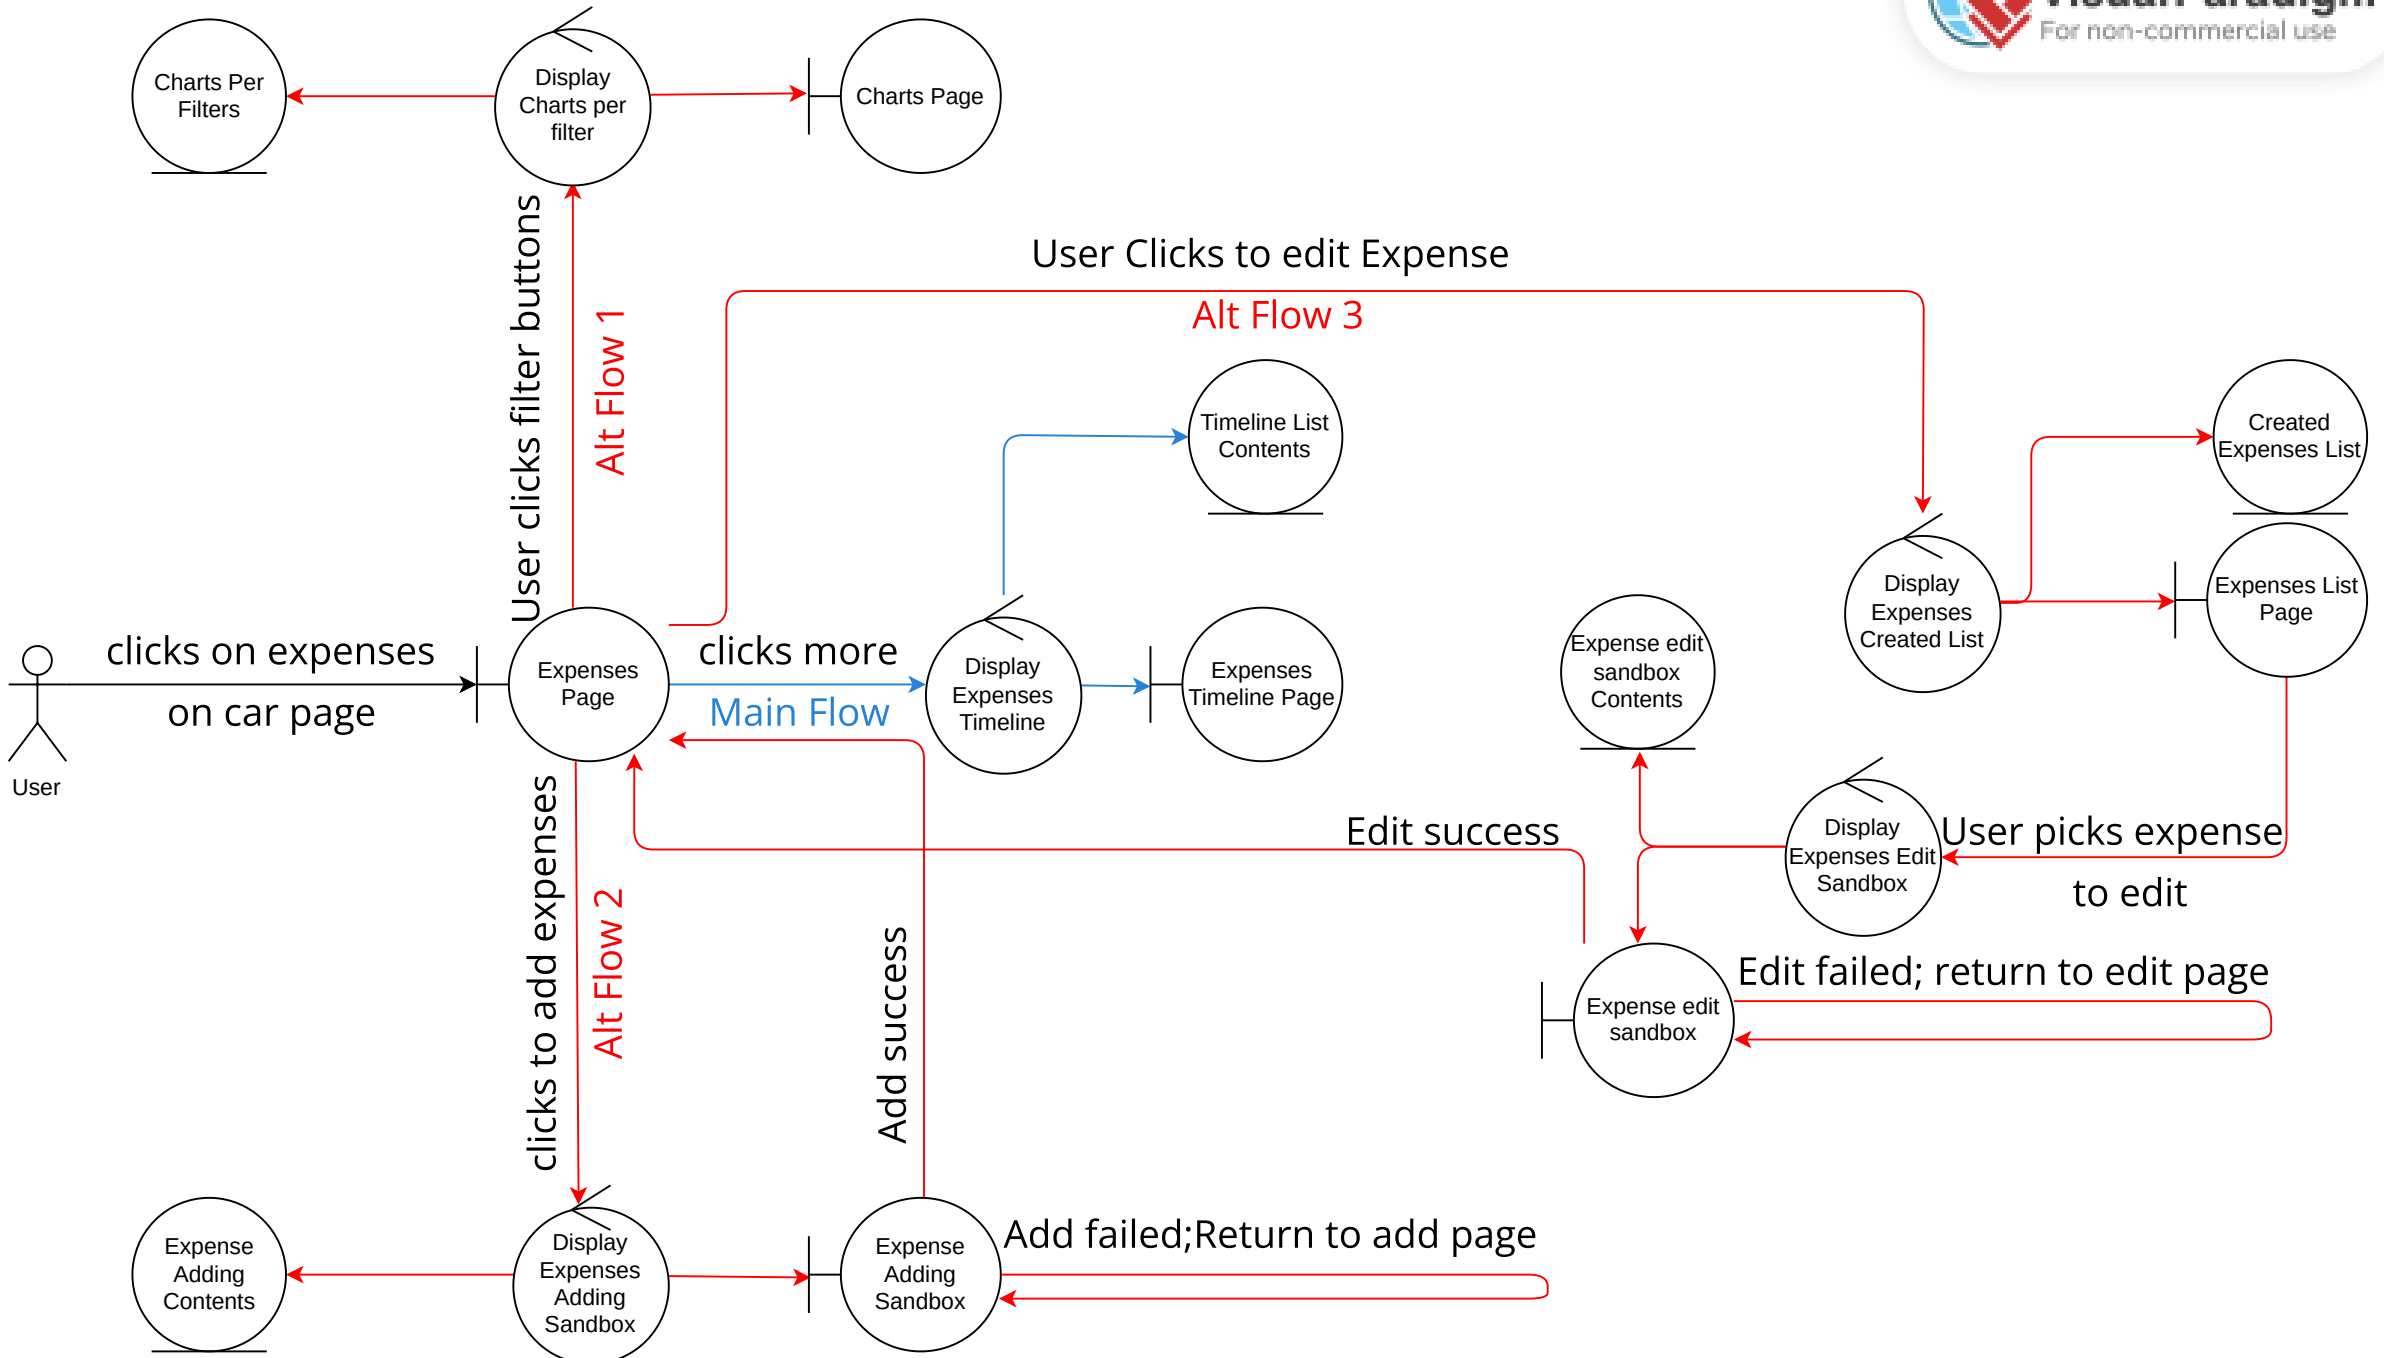 Visual Paradigm
For non-commercial use
Charts Per
Filters
Display
Charts per
filter
Charts Page
User clicks filter buttons
Alt Flow 1
User Clicks to edit Expense
Alt Flow 3
Timeline List
Contents
Created
Expenses List
Display
Expenses
Created List
Expenses List
Page
clicks on expenses
on car page
User
Expenses
Page
clicks more
Main Flow
Display
Expenses
Timeline
Expenses
Timeline Page
Expense edit
sandbox
Contents
Edit success
Display
Expenses Edit
Sandbox
User picks expense
to edit
clicks to add expenses
Alt Flow 2
Add success
Expense edit
sandbox
Edit failed; return to edit page
Expense
Adding
Contents
Display
Expenses
Adding
Sandbox
Expense
Adding
Sandbox
Add failed;Return to add page